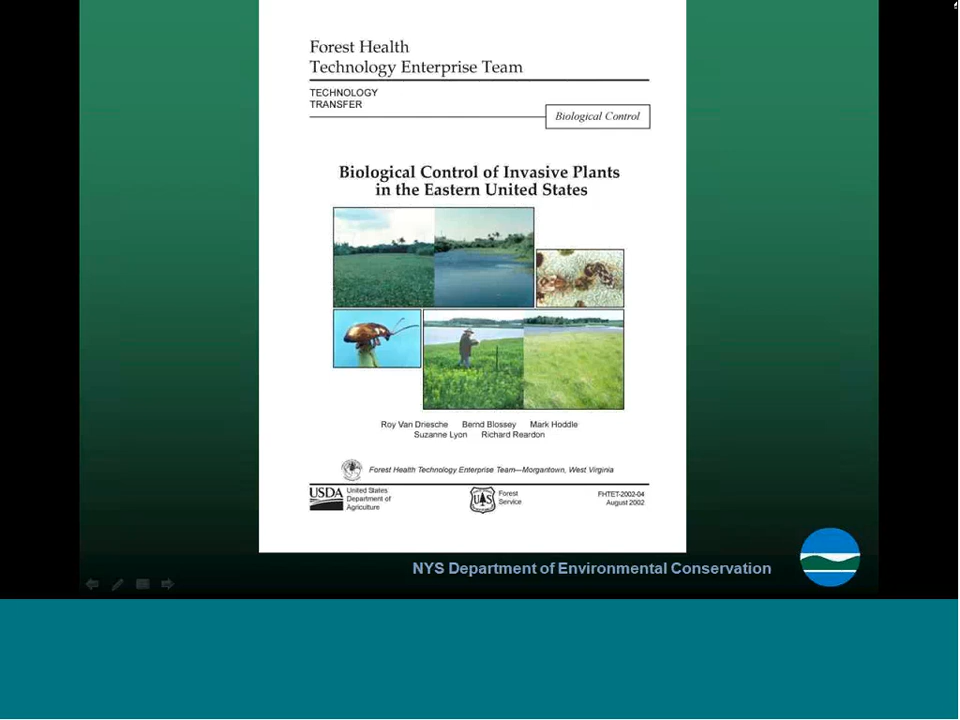 Forest Health
Technology Enterprise Team
TECHNOLOGY
TRANSFER
Biological Control
Biological Control of Invasive Plants
in the Eastern United States
Roy Van Driesche Bernd Blossey Mark Hoddle
Suzanne Lyon Richard Reardon
Forest Health Technology Enterprise Team—Morgantown, West Virginia
USDA
United States
Department of
Agriculture
UAS
Forest
Service
FHTET-2002-04
August 2002
NYS Department of Environmental Conservation